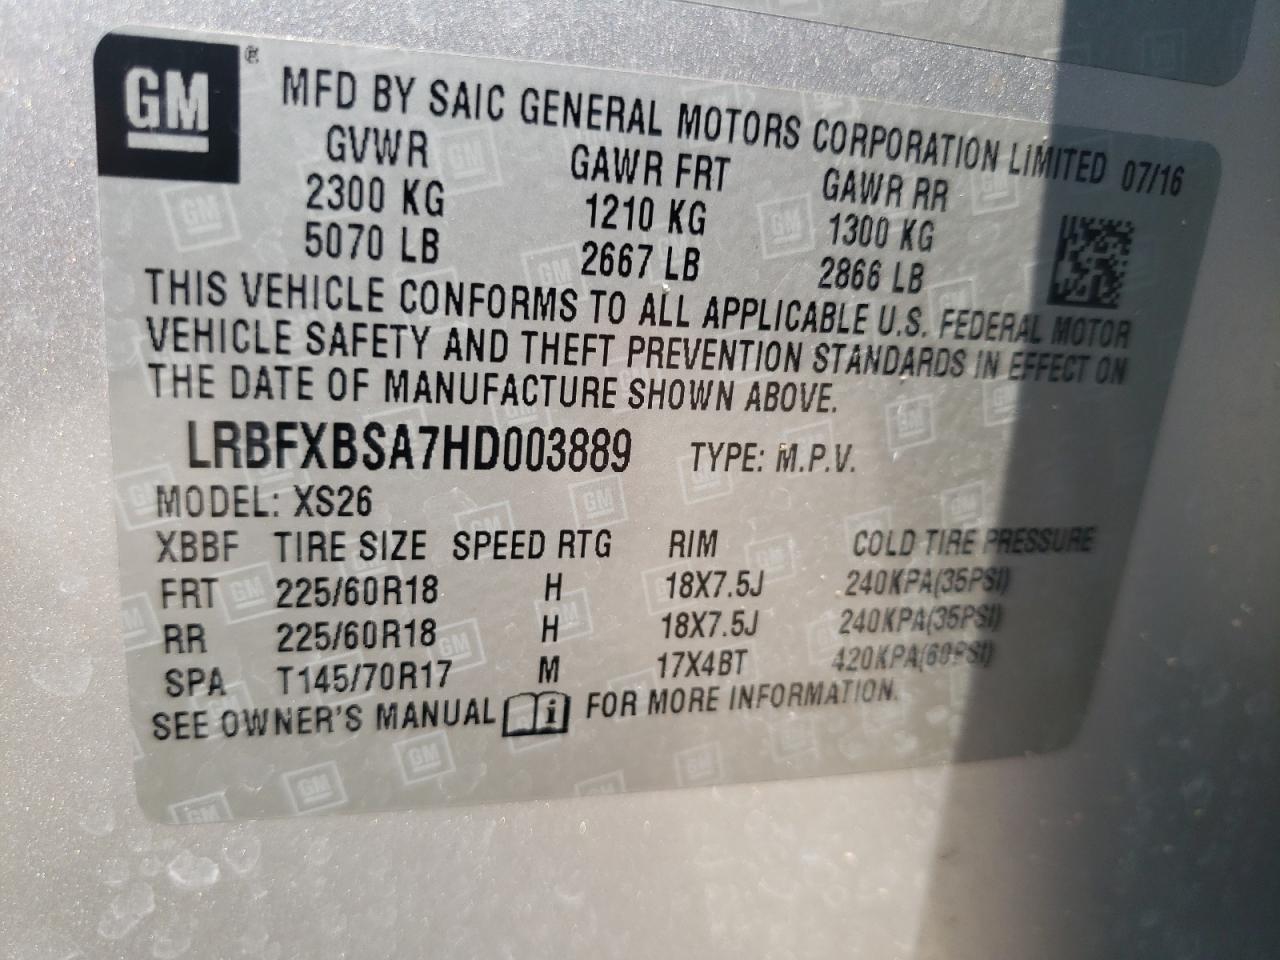 GM ®
MFD BY SAIC GENERAL MOTORS CORPORATION LIMITED 07/16
GVWR GAWR FRT GAWR RR
2300 KG 1210 KG 1300 KG
5070 LB 2667 LB 2866 LB
THIS VEHICLE CONFORMS TO ALL APPLICABLE U.S. FEDERAL MOTOR
VEHICLE SAFETY AND THEFT PREVENTION STANDARDS IN EFFECT ON
THE DATE OF MANUFACTURE SHOWN ABOVE.
LRBFXBSA7HD003889 TYPE: M.P.V.
MODEL: XS26
XBBF TIRE SIZE SPEED RTG RIM COLD TIRE PRESSURE
FRT 225/60R18 H 18X7.5J 240KPA(35PSI)
RR 225/60R18 H 18X7.5J 240KPA(35PSI)
SPA T145/70R17 M 17X4BT 420KPA(60PSI)
SEE OWNER'S MANUAL i FOR MORE INFORMATION.